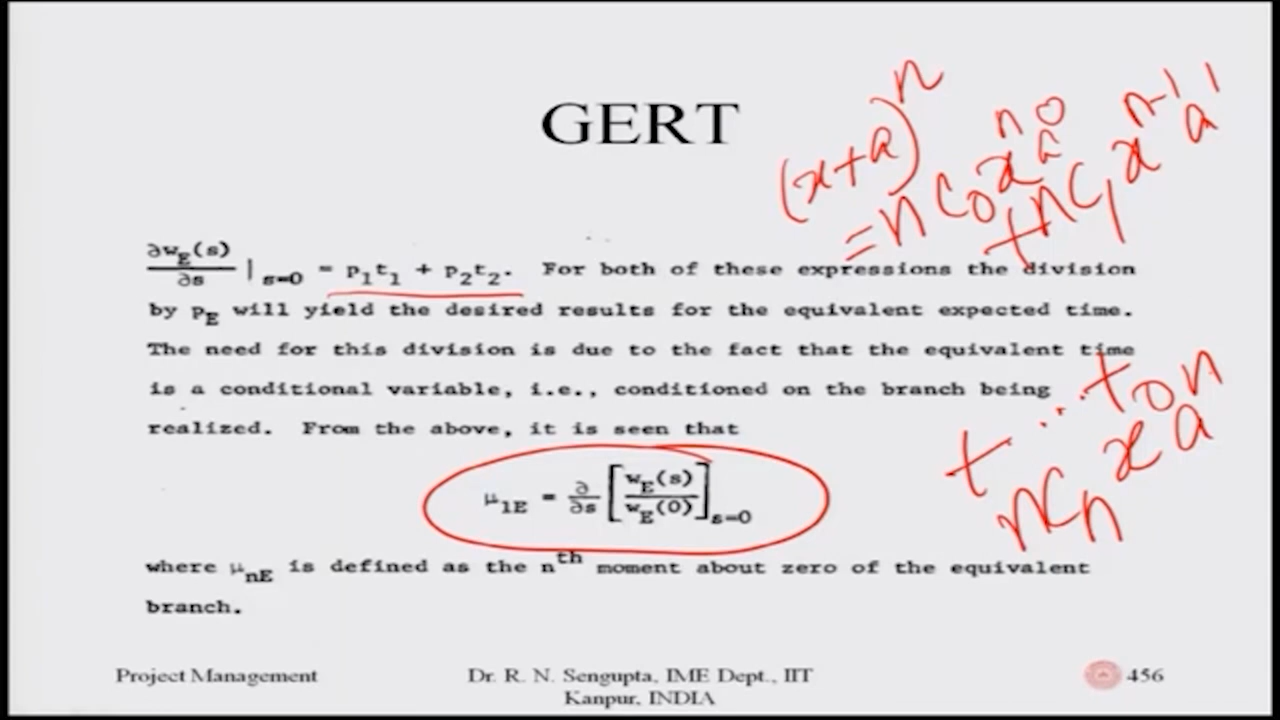 GERT
(x+a)^n
= nC₀ x^n a^0
+ nC₁ x^n-1 a^1
+ ... +
nCₙ x^0 a^n
∂w_E(s)/∂s |_s=0 = p₁t₁ + p₂t₂. For both of these expressions the division
by p_E will yield the desired results for the equivalent expected time.
The need for this division is due to the fact that the equivalent time
is a conditional variable, i.e., conditioned on the branch being
realized. From the above, it is seen that
μ_1E = ∂/∂s [w_E(s)/w_E(0)]_s=0
where μ_nE is defined as the n^th moment about zero of the equivalent
branch.
Project Management
Dr. R. N. Sengupta, IME Dept., IIT
Kanpur, INDIA
456